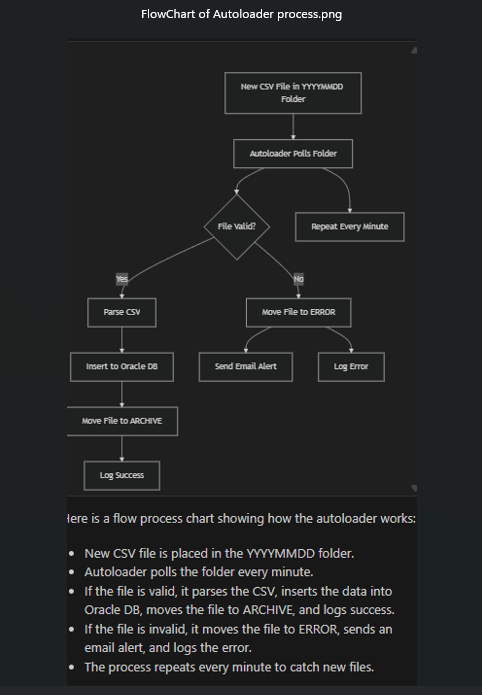 FlowChart of Autoloader process.png
New CSV File in YYYYMMDD
Folder
Autoloader Polls Folder
File Valid?
Repeat Every Minute
Yes
No
Parse CSV
Move File to ERROR
Insert to Oracle DB
Send Email Alert
Log Error
Move File to ARCHIVE
Log Success
Here is a flow process chart showing how the autoloader works:
• New CSV file is placed in the YYYYMMDD folder.
• Autoloader polls the folder every minute.
• If the file is valid, it parses the CSV, inserts the data into
Oracle DB, moves the file to ARCHIVE, and logs success.
• If the file is invalid, it moves the file to ERROR, sends an
email alert, and logs the error.
• The process repeats every minute to catch new files.